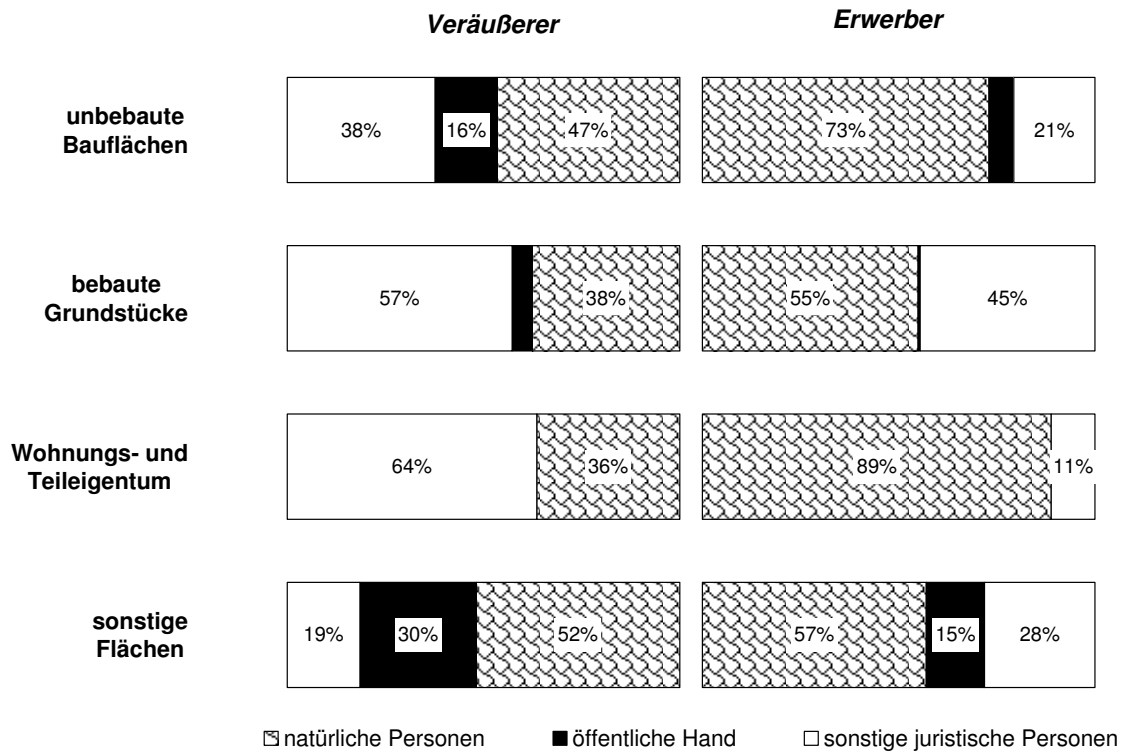 Veräußerer
Erwerber
unbebaute
Bauflächen
38%
16%
47%
73%
21%
bebaute
Grundstücke
57%
38%
55%
45%
Wohnungs- und
Teileigentum
64%
36%
89%
11%
sonstige
Flächen
19%
30%
52%
57%
15%
28%
natürliche Personen
öffentliche Hand
sonstige juristische Personen